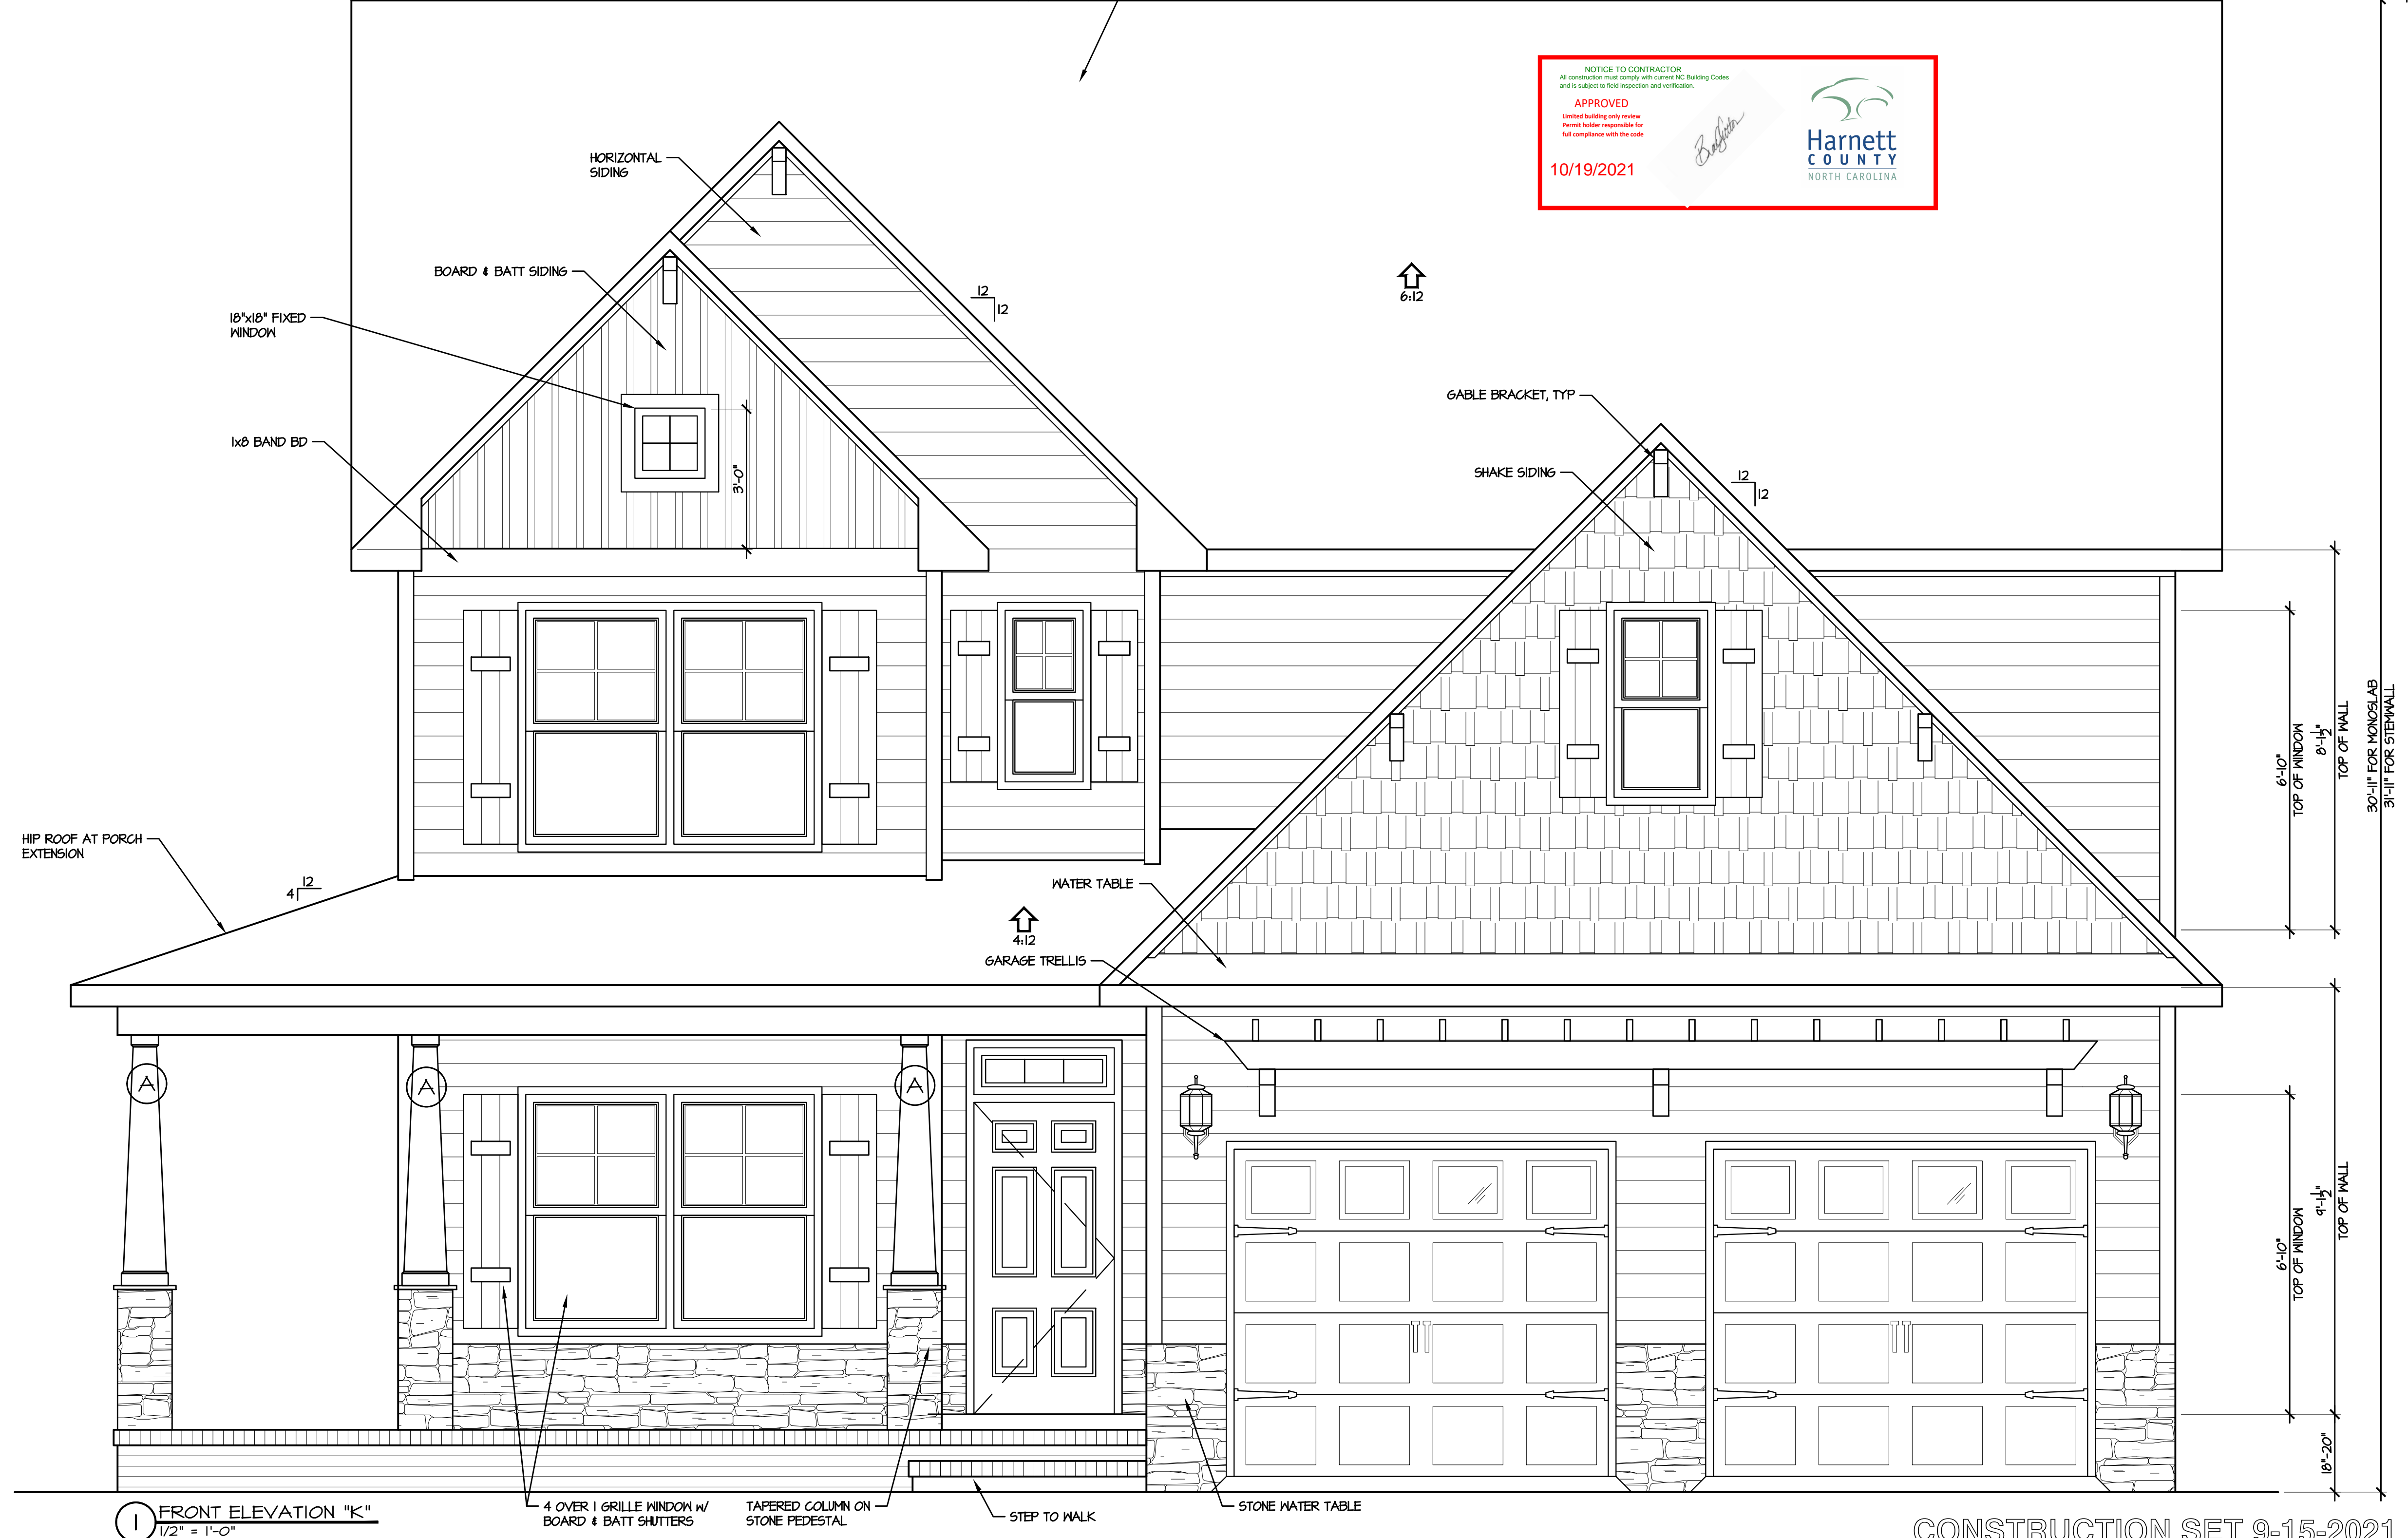 NOTICE TO CONTRACTOR
All construction must comply with current NC Building Codes
and is subject to field inspection and verification.
APPROVED
Limited building only review
Permit holder responsible for
full compliance with the code
10/19/2021
Harnett
COUNTY
NORTH CAROLINA
HORIZONTAL
SIDING
BOARD & BATT SIDING
12
12
6:12
18"x18" FIXED
WINDOW
GABLE BRACKET, TYP
1x8 BAND BD
3'-0"
SHAKE SIDING
12
12
6'-10"
TOP OF WINDOW
8'-1 1/2"
TOP OF WALL
30'-11" FOR MONOSLAB
31'-11" FOR STEMWALL
HIP ROOF AT PORCH
EXTENSION
12
4
WATER TABLE
4:12
GARAGE TRELLIS
A
A
A
6'-10"
TOP OF WINDOW
9'-1 1/2"
TOP OF WALL
18"-20"
1
FRONT ELEVATION "K"
1/2" = 1'-0"
4 OVER 1 GRILLE WINDOW W/
BOARD & BATT SHUTTERS
TAPERED COLUMN ON
STONE PEDESTAL
STEP TO WALK
STONE WATER TABLE
CONSTRUCTION SET 9-15-2021